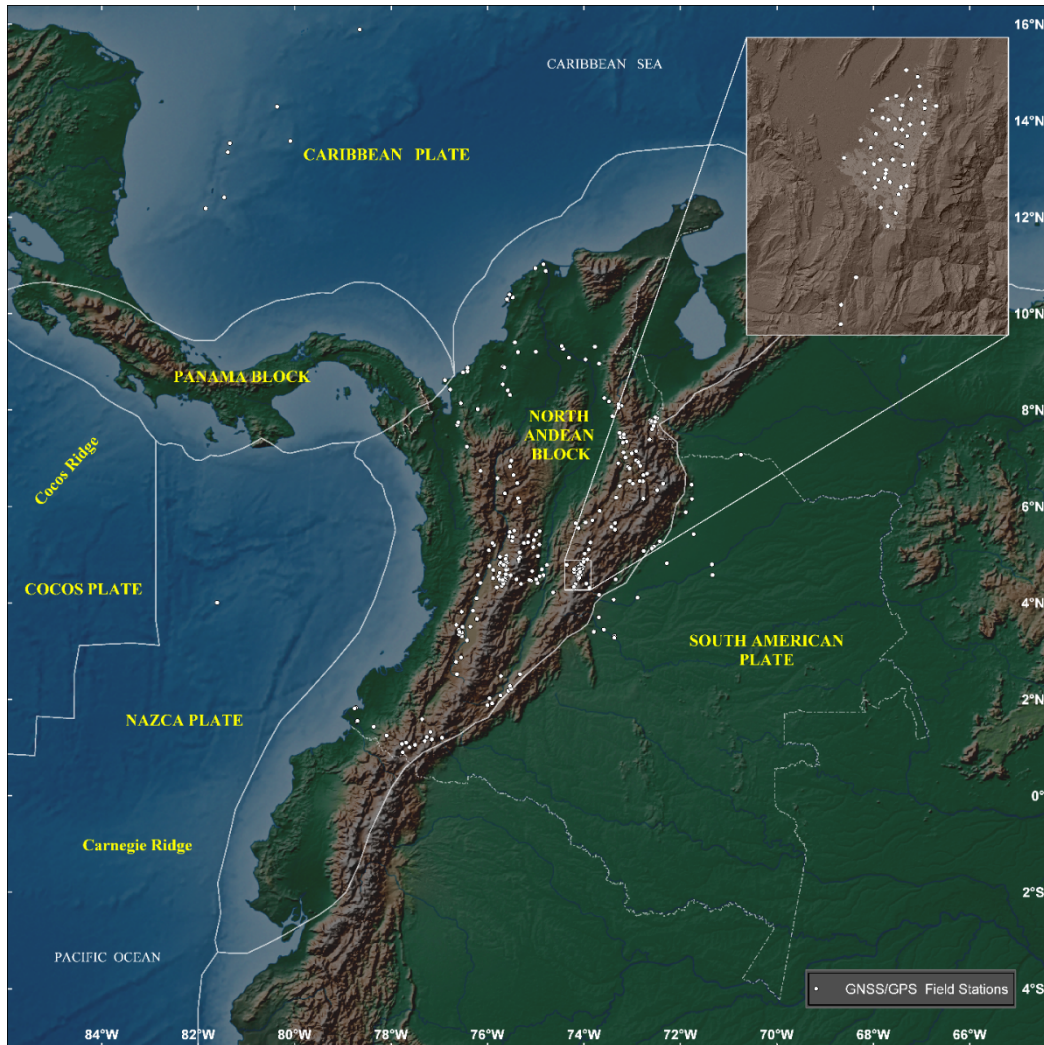 16°N
CARIBBEAN SEA
14°N
CARIBBEAN PLATE
12°N
10°N
PANAMA BLOCK
8°N
NORTH
ANDEAN
BLOCK
Cocos Ridge
6°N
COCOS PLATE
4°N
SOUTH AMERICAN
PLATE
NAZCA PLATE
2°N
0°
Carnegie Ridge
2°S
PACIFIC OCEAN
GNSS/GPS Field Stations
4°S
84°W 82°W 80°W 78°W 76°W 74°W 72°W 70°W 68°W 66°W